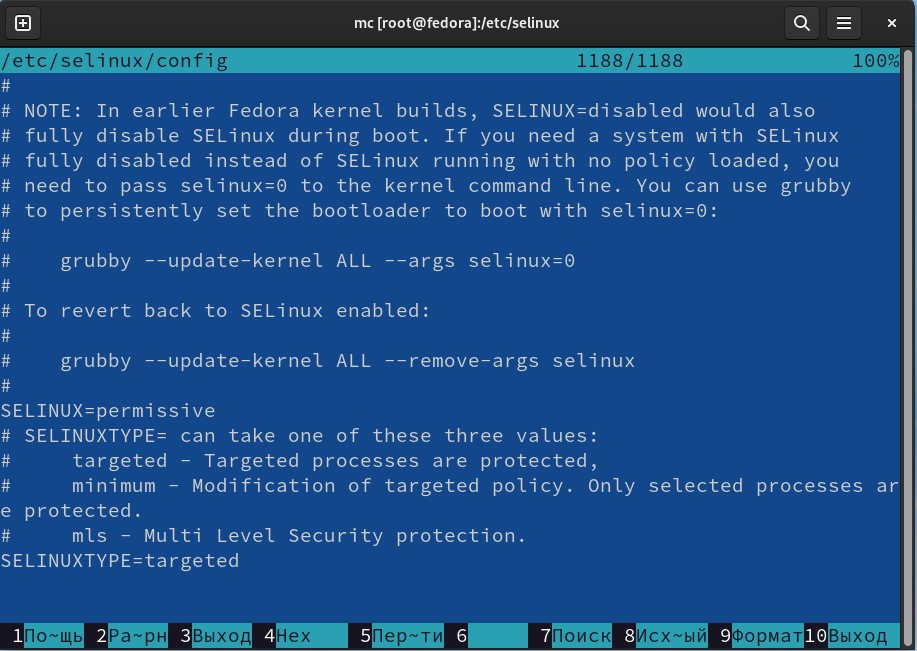 mc [root@fedora]:/etc/selinux
/etc/selinux/config 1188/1188 100%
#
# NOTE: In earlier Fedora kernel builds, SELINUX=disabled would also
# fully disable SELinux during boot. If you need a system with SELinux
# fully disabled instead of SELinux running with no policy loaded, you
# need to pass selinux=0 to the kernel command line. You can use grubby
# to persistently set the bootloader to boot with selinux=0:
#
#    grubby --update-kernel ALL --args selinux=0
#
# To revert back to SELinux enabled:
#
#    grubby --update-kernel ALL --remove-args selinux
#
SELINUX=permissive
# SELINUXTYPE= can take one of these three values:
#     targeted - Targeted processes are protected,
#     minimum - Modification of targeted policy. Only selected processes ar
e protected.
#     mls - Multi Level Security protection.
SELINUXTYPE=targeted
1По~щь 2Ра~рн 3Выход 4Hex 5Пер~ти 6 7Поиск 8Исх~ый 9Формат 10Выход